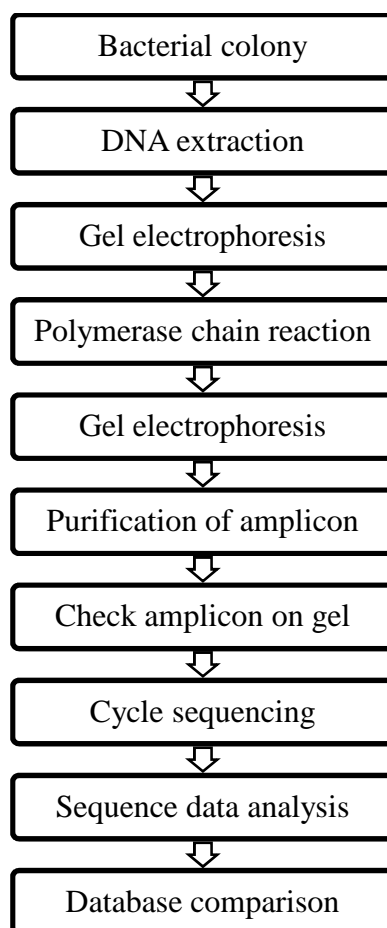 Bacterial colony
DNA extraction
Gel electrophoresis
Polymerase chain reaction
Gel electrophoresis
Purification of amplicon
Check amplicon on gel
Cycle sequencing
Sequence data analysis
Database comparison